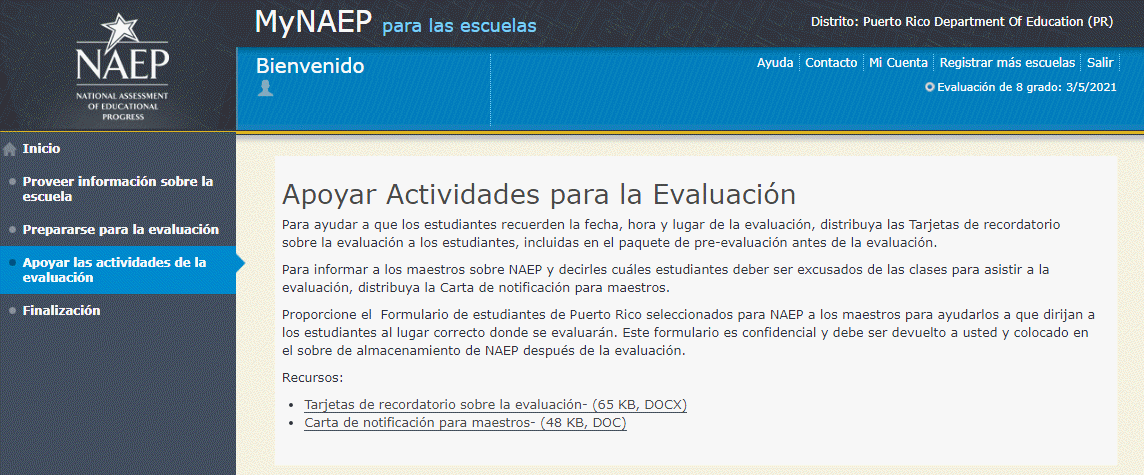 NAEP
NATIONAL ASSESSMENT
OF EDUCATIONAL
PROGRESS
MyNAEP para las escuelas
Distrito: Puerto Rico Department Of Education (PR)
Bienvenido
Ayuda Contacto Mi Cuenta Registrar más escuelas Salir
Evaluación de 8 grado: 3/5/2021
Inicio
Proveer información sobre la
escuela
Prepararse para la evaluación
Apoyar las actividades de la
evaluación
Finalización
Apoyar Actividades para la Evaluación
Para ayudar a que los estudiantes recuerden la fecha, hora y lugar de la evaluación, distribuya las Tarjetas de recordatorio
sobre la evaluación a los estudiantes, incluidas en el paquete de pre-evaluación antes de la evaluación.
Para informar a los maestros sobre NAEP y decirles cuáles estudiantes deber ser excusados de las clases para asistir a la
evaluación, distribuya la Carta de notificación para maestros.
Proporcione el Formulario de estudiantes de Puerto Rico seleccionados para NAEP a los maestros para ayudarlos a que dirijan a
los estudiantes al lugar correcto donde se evaluarán. Este formulario es confidencial y debe ser devuelto a usted y colocado en
el sobre de almacenamiento de NAEP después de la evaluación.
Recursos:
• Tarjetas de recordatorio sobre la evaluación- (65 KB, DOCX)
• Carta de notificación para maestros- (48 KB, DOC)